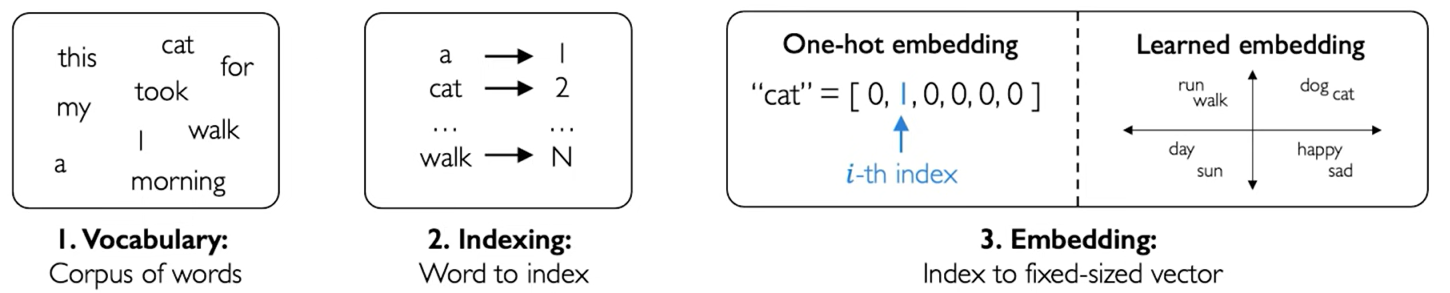 this
cat
for
my
took
I
walk
a
morning
1. Vocabulary:
Corpus of words
a → 1
cat → 2
... ...
walk → N
2. Indexing:
Word to index
One-hot embedding
“cat” = [ 0, 1, 0, 0, 0, 0 ]
i-th index
Learned embedding
run
walk
dog
cat
day
sun
happy
sad
3. Embedding:
Index to fixed-sized vector